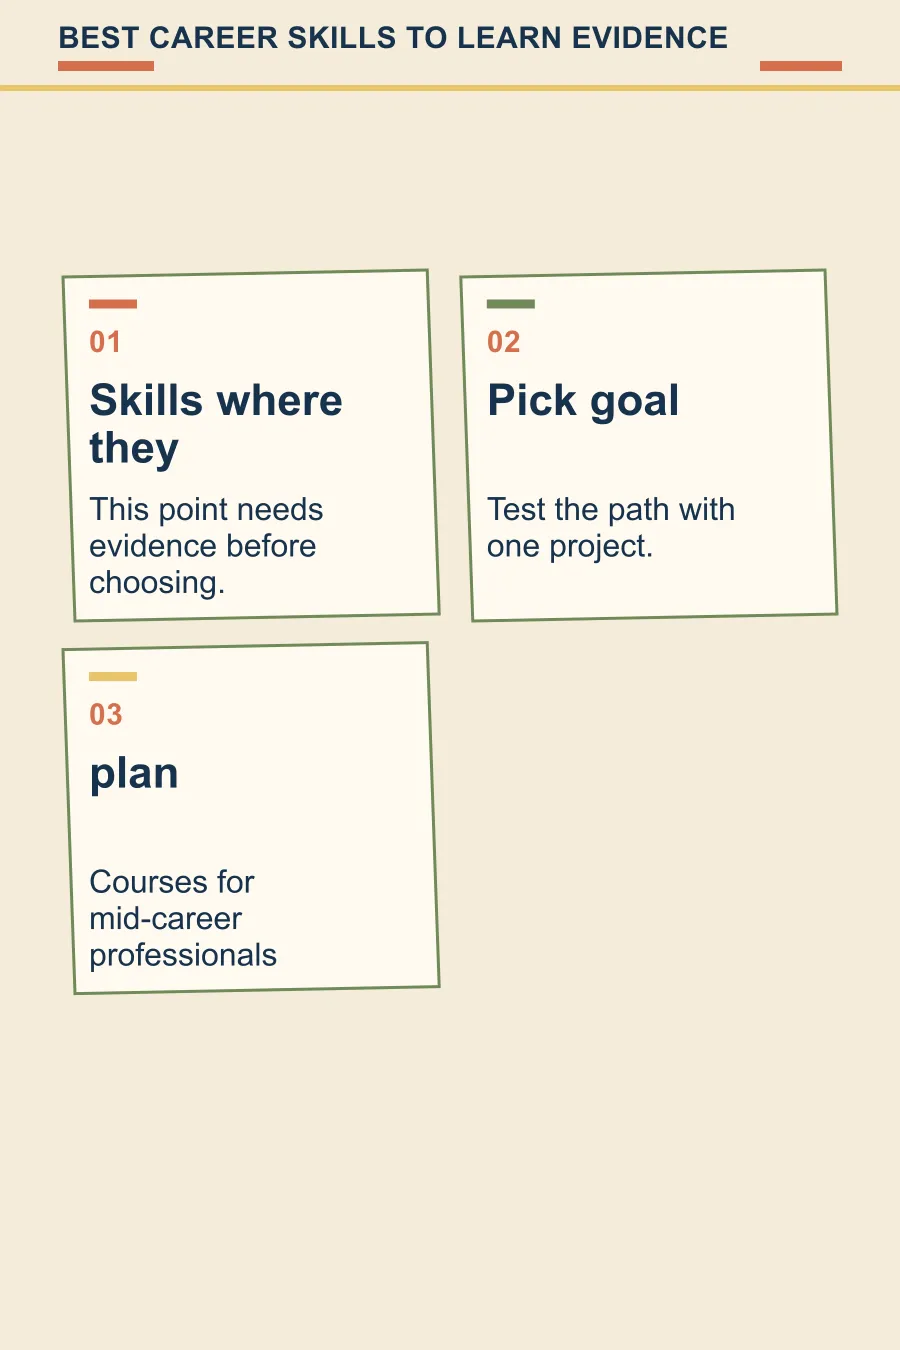 BEST CAREER SKILLS TO LEARN EVIDENCE
01
Skills where
they
This point needs
evidence before
choosing.
02
Pick goal
Test the path with
one project.
03
plan
Courses for
mid-career
professionals